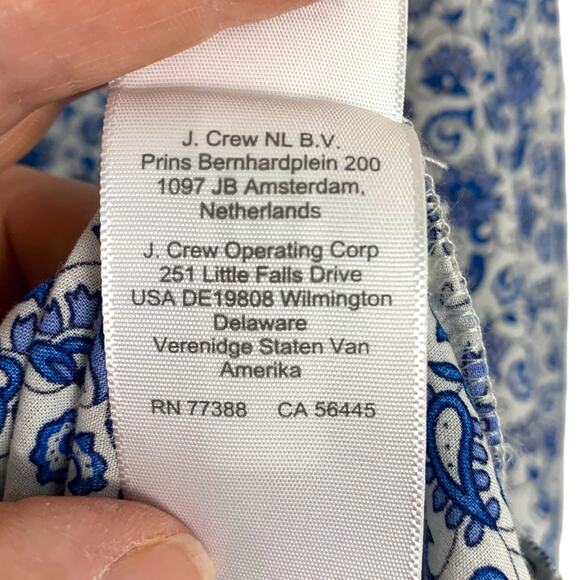 J. Crew NL B.V.
Prins Bernhardplein 200
1097 JB Amsterdam,
Netherlands
J. Crew Operating Corp
251 Little Falls Drive
USA DE19808 Wilmington
Delaware
Verenidge Staten Van
Amerika
RN 77388 CA 56445